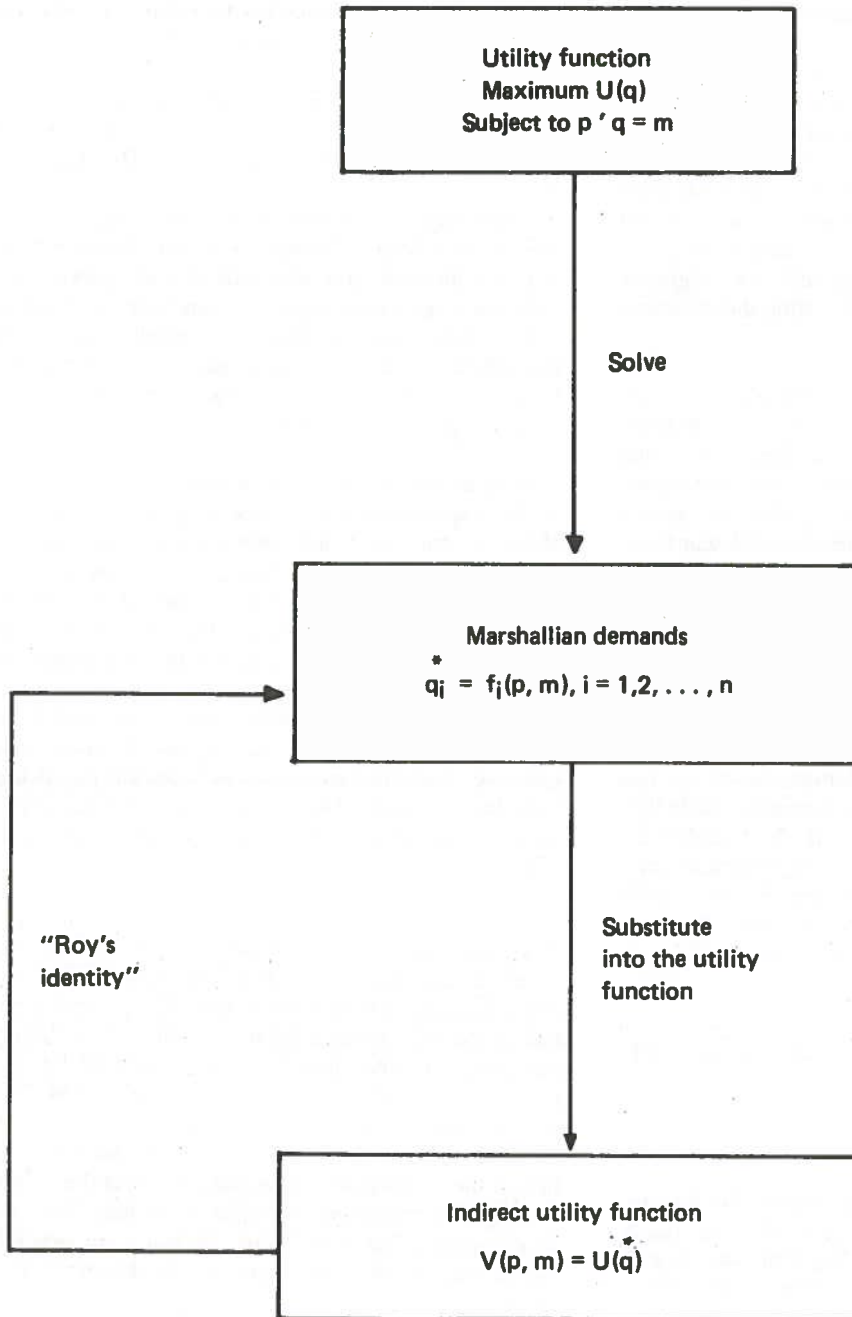 Utility function
Maximum U(q)
Subject to p ' q = m
Solve
Marshallian demands
q*i = fi(p, m), i = 1,2, . . . , n
"Roy's
identity"
Substitute
into the utility
function
Indirect utility function
V(p, m) = U(q*)